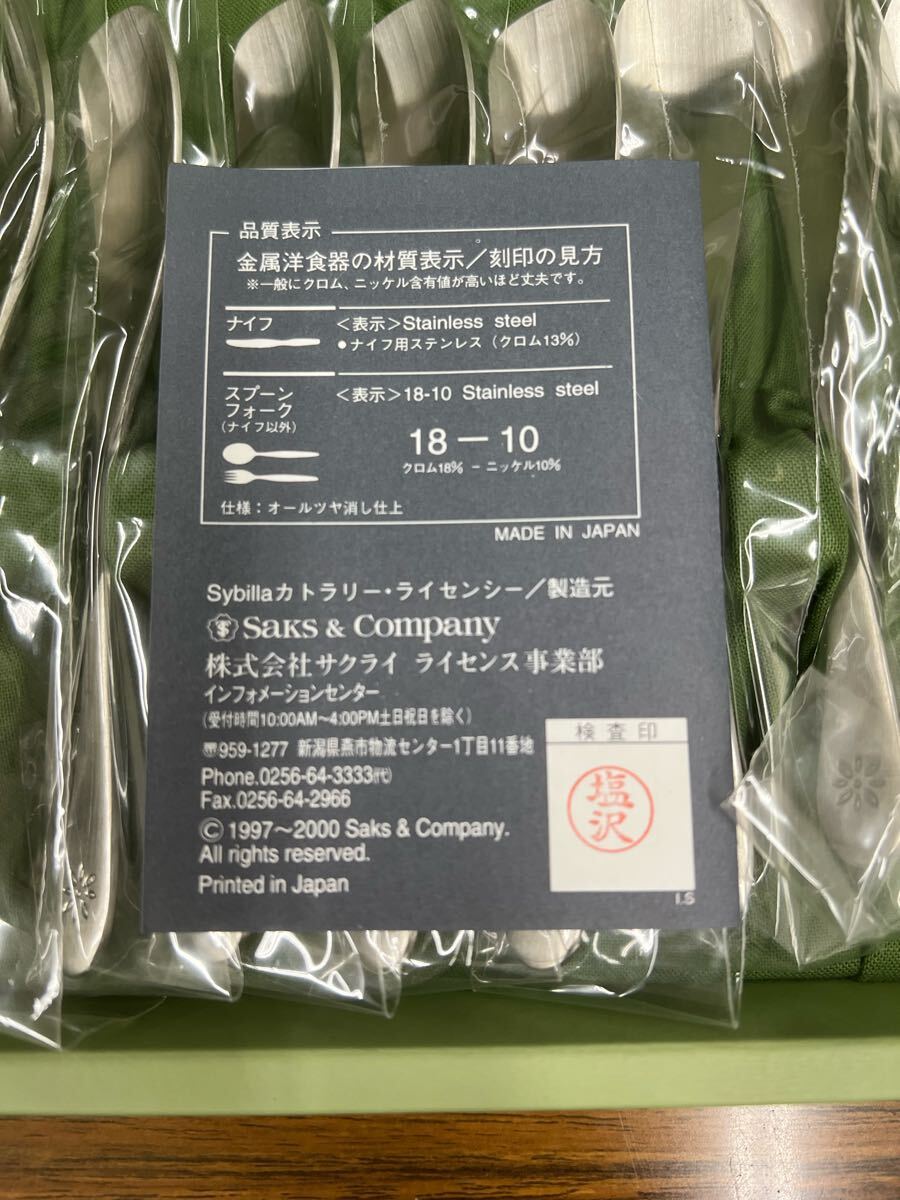 品質表示
金属洋食器の材質表示／刻印の見方
※一般にクロム、ニッケル含有値が高いほど丈夫です。
ナイフ
＜表示＞Stainless steel
●ナイフ用ステンレス（クロム13%）
スプーン
フォーク
（ナイフ以外）
＜表示＞18-10 Stainless steel
18－10
クロム18% － ニッケル10%
仕様：オールツヤ消し仕上
MADE IN JAPAN
Sybillaカトラリー・ライセンシー／製造元
Saks & Company
株式会社サクライ ライセンス事業部
インフォメーションセンター
（受付時間10:00AM～4:00PM土日祝日を除く）
〠959-1277 新潟県燕市物流センター1丁目11番地
Phone.0256-64-3333㈹
Fax.0256-64-2966
© 1997～2000 Saks & Company.
All rights reserved.
Printed in Japan
検査印
塩沢
I.S